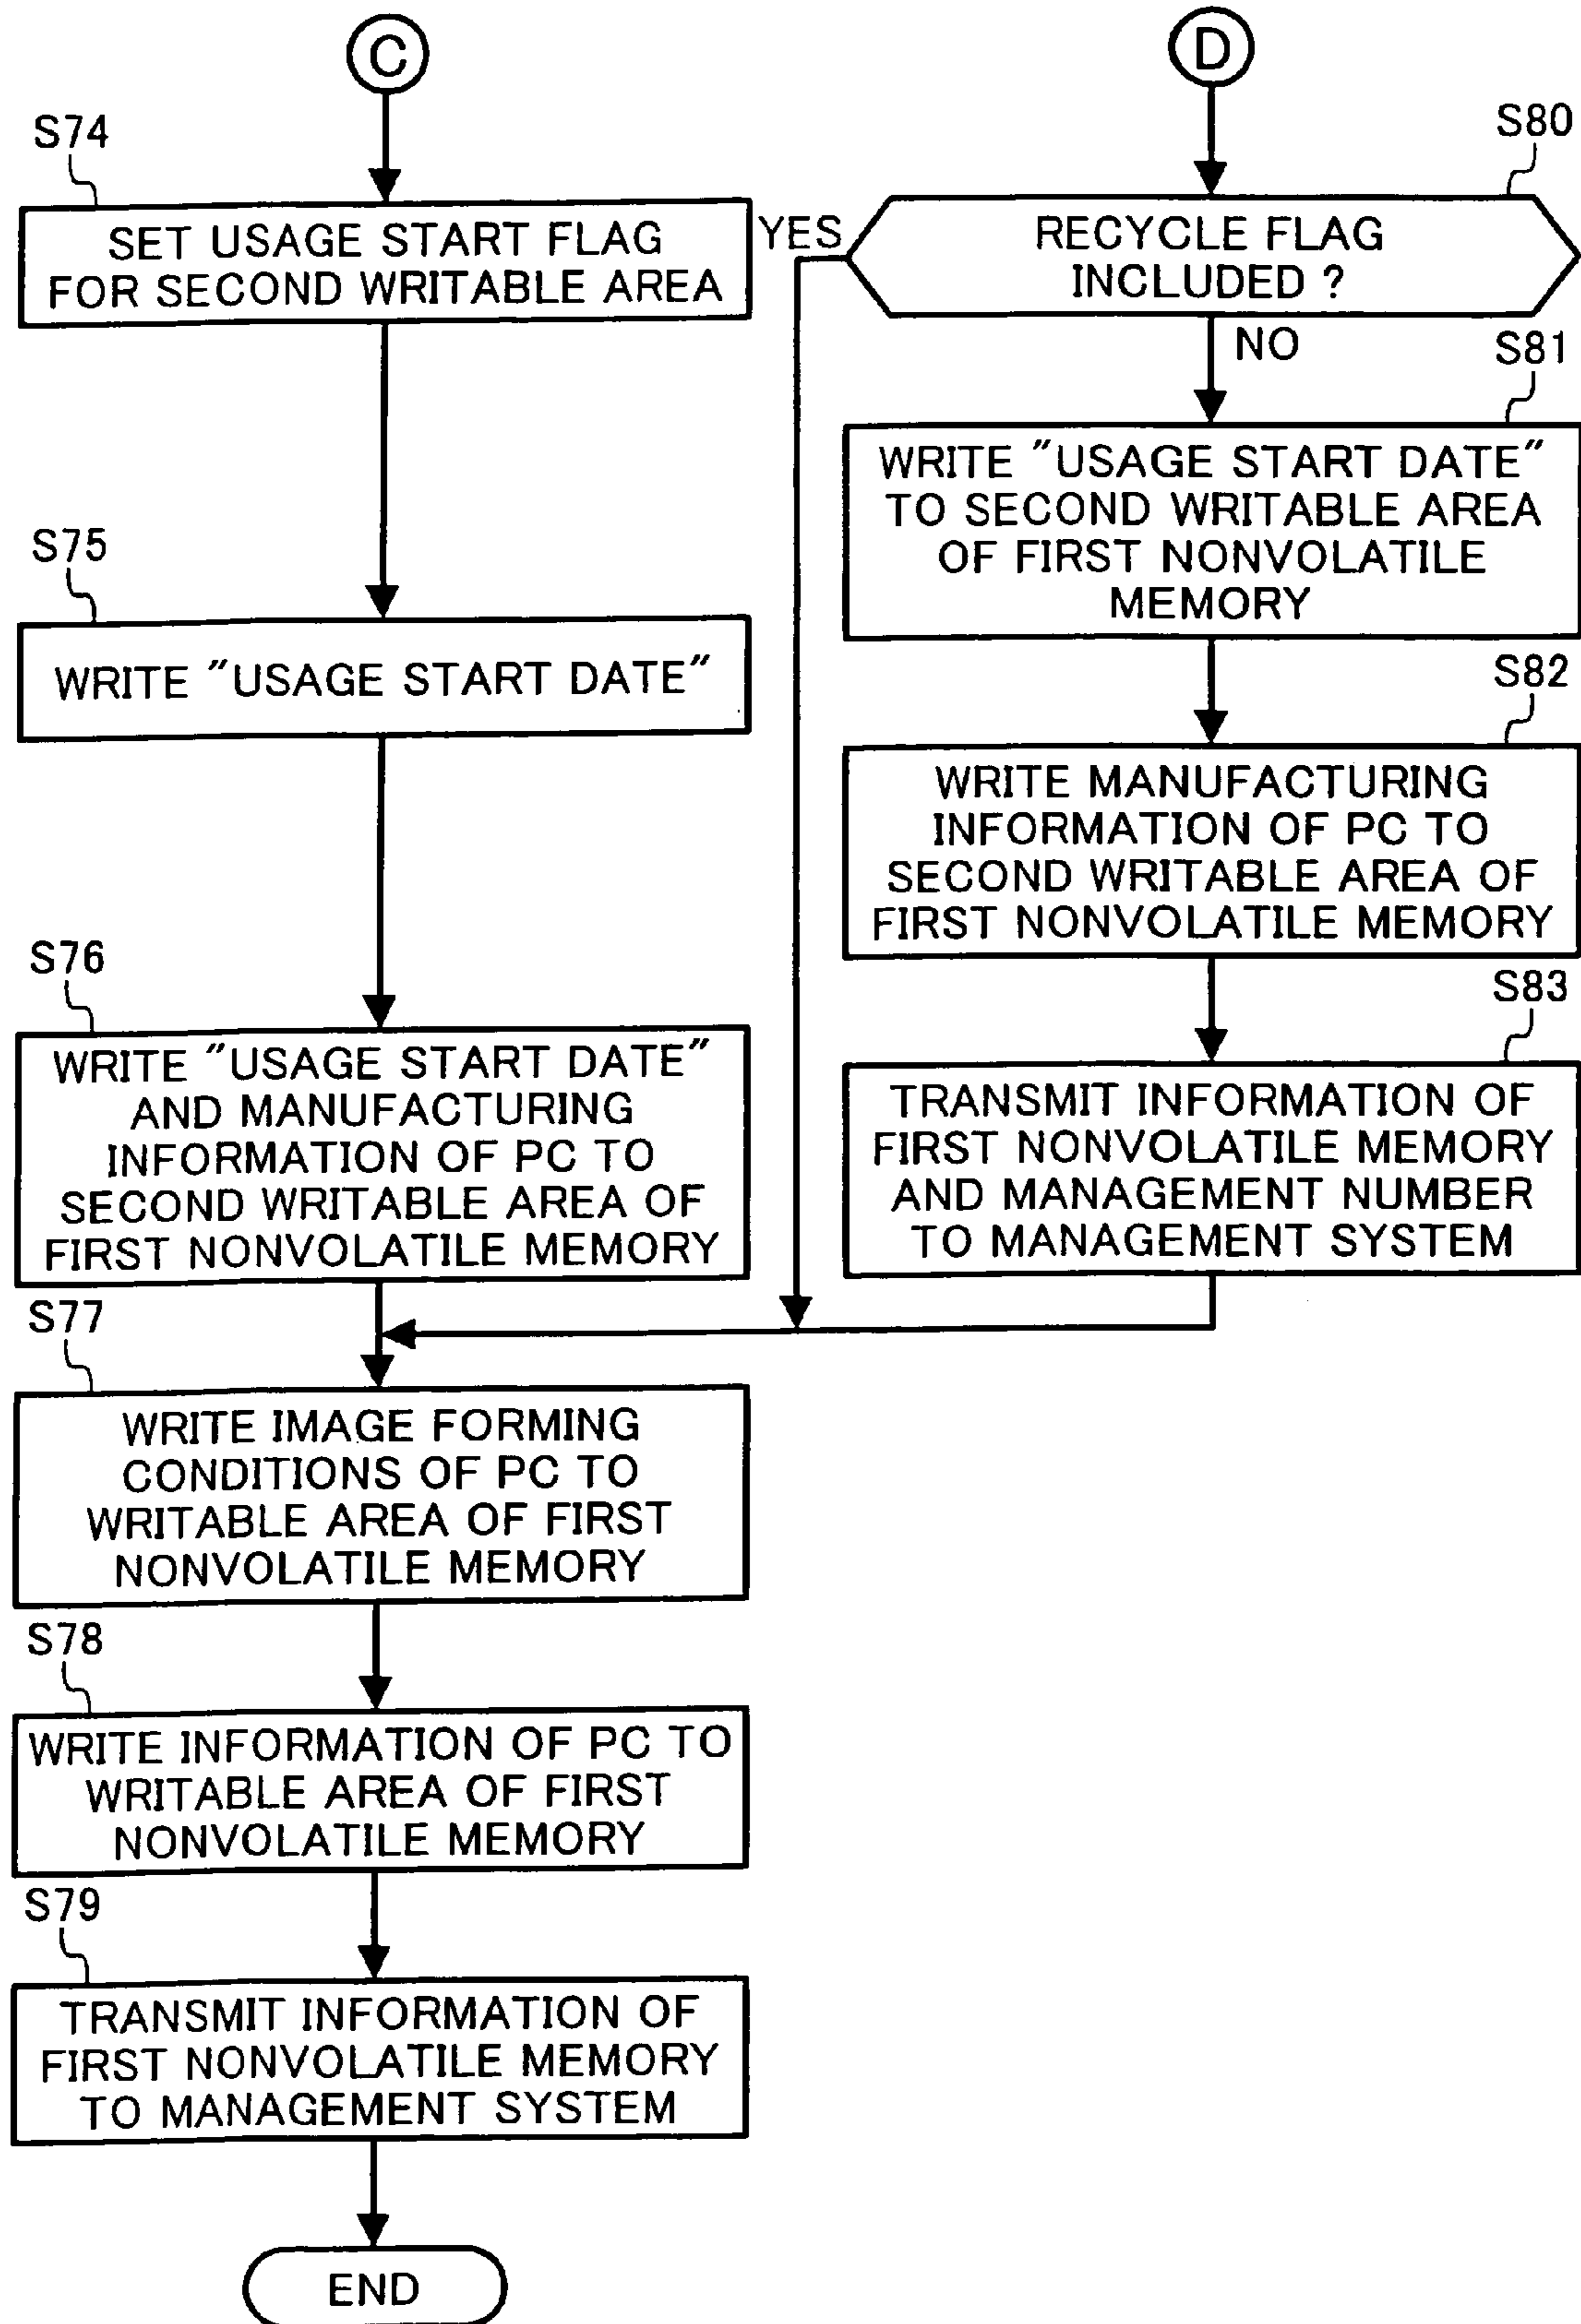 C
S74
SET USAGE START FLAG
FOR SECOND WRITABLE AREA
S75
WRITE "USAGE START DATE"
S76
WRITE "USAGE START DATE"
AND MANUFACTURING
INFORMATION OF PC TO
SECOND WRITABLE AREA OF
FIRST NONVOLATILE MEMORY
S77
WRITE IMAGE FORMING
CONDITIONS OF PC TO
WRITABLE AREA OF FIRST
NONVOLATILE MEMORY
S78
WRITE INFORMATION OF PC TO
WRITABLE AREA OF FIRST
NONVOLATILE MEMORY
S79
TRANSMIT INFORMATION OF
FIRST NONVOLATILE MEMORY
TO MANAGEMENT SYSTEM
END
D
S80
RECYCLE FLAG
INCLUDED ?
YES
NO
S81
WRITE "USAGE START DATE"
TO SECOND WRITABLE AREA
OF FIRST NONVOLATILE
MEMORY
S82
WRITE MANUFACTURING
INFORMATION OF PC TO
SECOND WRITABLE AREA OF
FIRST NONVOLATILE MEMORY
S83
TRANSMIT INFORMATION OF
FIRST NONVOLATILE MEMORY
AND MANAGEMENT NUMBER
TO MANAGEMENT SYSTEM